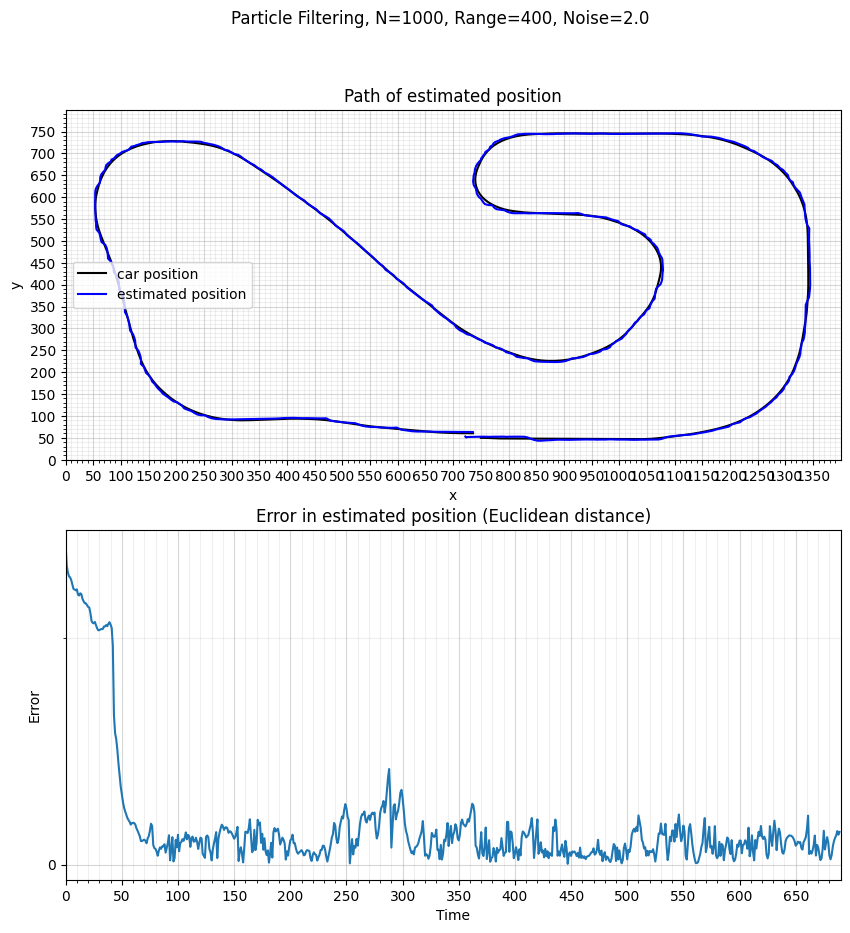 Particle Filtering, N=1000, Range=400, Noise=2.0
Path of estimated position
750
700
650
600
550
500
450
400
350
300
250
200
150
100
50
0
y
car position
estimated position
0 50 100 150 200 250 300 350 400 450 500 550 600 650 700 750 800 850 900 950 1000 1050 1100 1150 1200 1250 1300 1350
x
Error in estimated position (Euclidean distance)
Error
0
0 50 100 150 200 250 300 350 400 450 500 550 600 650
Time